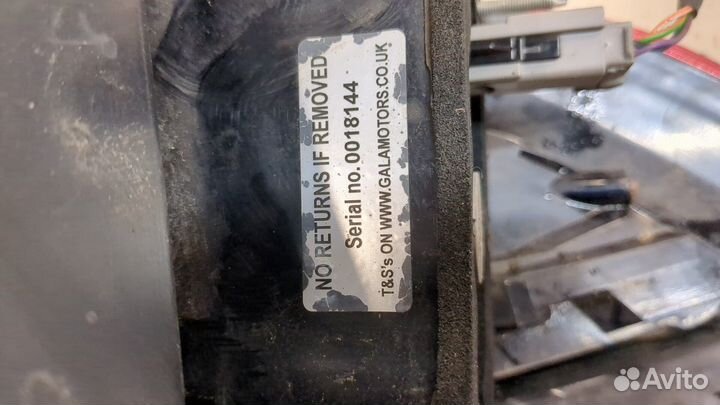 NO RETURNS IF REMOVED
Serial no. 0018144
T&S's ON WWW.GALAMOTORS.CO.UK
Avito